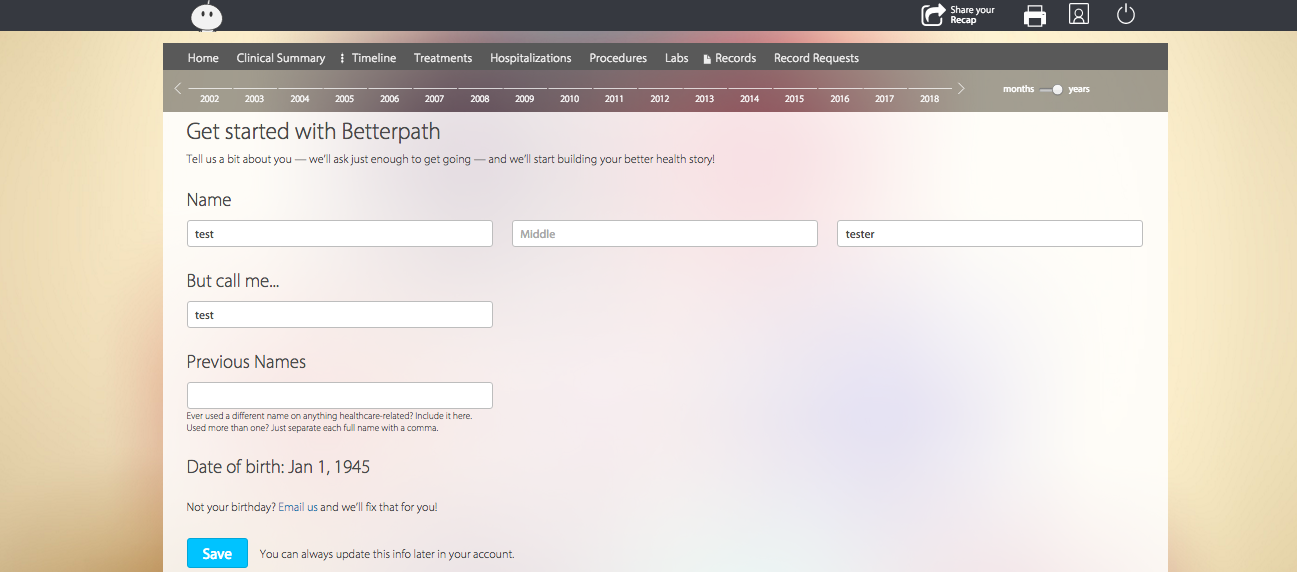 Share your
Recap
Home Clinical Summary Timeline Treatments Hospitalizations Procedures Labs Records Record Requests
2002 2003 2004 2005 2006 2007 2008 2009 2010 2011 2012 2013 2014 2015 2016 2017 2018 months years
Get started with Betterpath
Tell us a bit about you — we'll ask just enough to get going — and we'll start building your better health story!
Name
test Middle tester
But call me...
test
Previous Names
Ever used a different name on anything healthcare-related? Include it here.
Used more than one? Just separate each full name with a comma.
Date of birth: Jan 1, 1945
Not your birthday? Email us and we'll fix that for you!
Save You can always update this info later in your account.